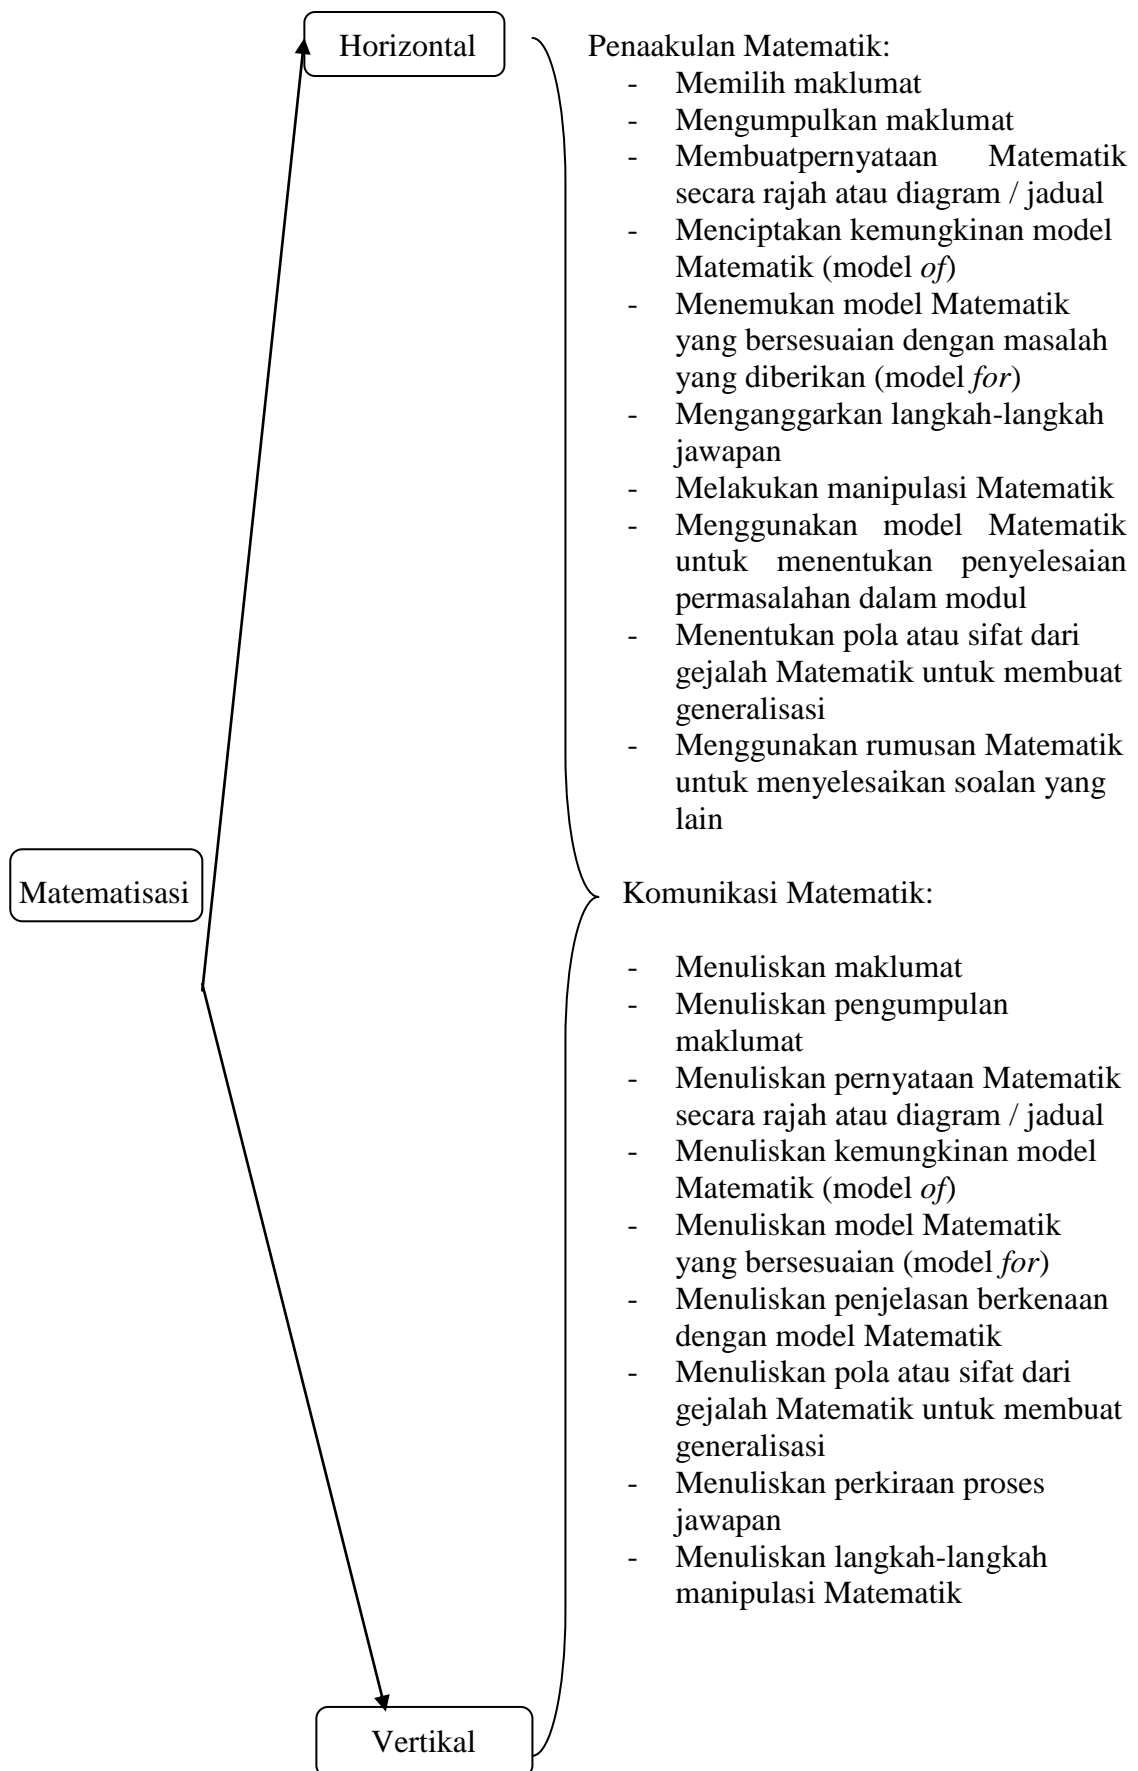 Horizontal
Penaakulan Matematik:
- Memilih maklumat
- Mengumpulkan maklumat
- Membuatpernyataan Matematik
secara rajah atau diagram / jadual
- Menciptakan kemungkinan model
Matematik (model of)
- Menemukan model Matematik
yang bersesuaian dengan masalah
yang diberikan (model for)
- Menganggarkan langkah-langkah
jawapan
- Melakukan manipulasi Matematik
- Menggunakan model Matematik
untuk menentukan penyelesaian
permasalahan dalam modul
- Menentukan pola atau sifat dari
gejalah Matematik untuk membuat
generalisasi
- Menggunakan rumusan Matematik
untuk menyelesaikan soalan yang
lain
Matematisasi
Komunikasi Matematik:
- Menuliskan maklumat
- Menuliskan pengumpulan
maklumat
- Menuliskan pernyataan Matematik
secara rajah atau diagram / jadual
- Menuliskan kemungkinan model
Matematik (model of)
- Menuliskan model Matematik
yang bersesuaian (model for)
- Menuliskan penjelasan berkenaan
dengan model Matematik
- Menuliskan pola atau sifat dari
gejalah Matematik untuk membuat
generalisasi
- Menuliskan perkiraan proses
jawapan
- Menuliskan langkah-langkah
manipulasi Matematik
Vertikal